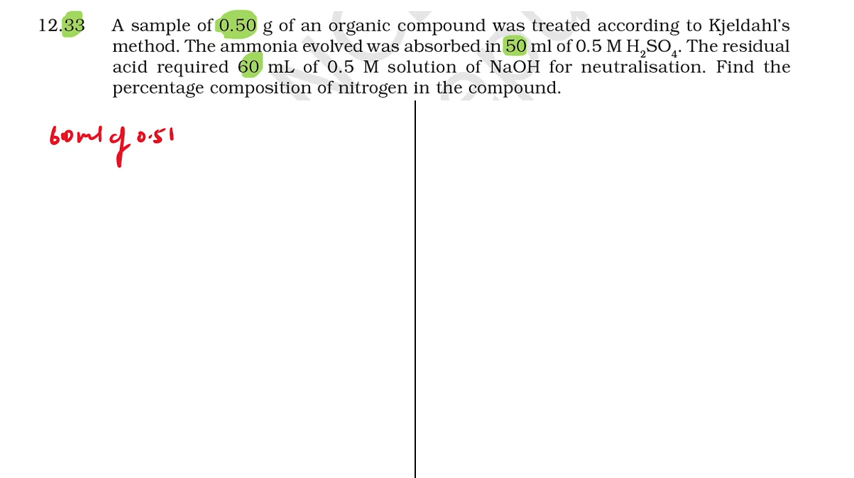 12.33 A sample of 0.50 g of an organic compound was treated according to Kjeldahl's
method. The ammonia evolved was absorbed in 50 ml of 0.5 M H₂SO₄. The residual
acid required 60 mL of 0.5 M solution of NaOH for neutralisation. Find the
percentage composition of nitrogen in the compound.
60ml of 0.51